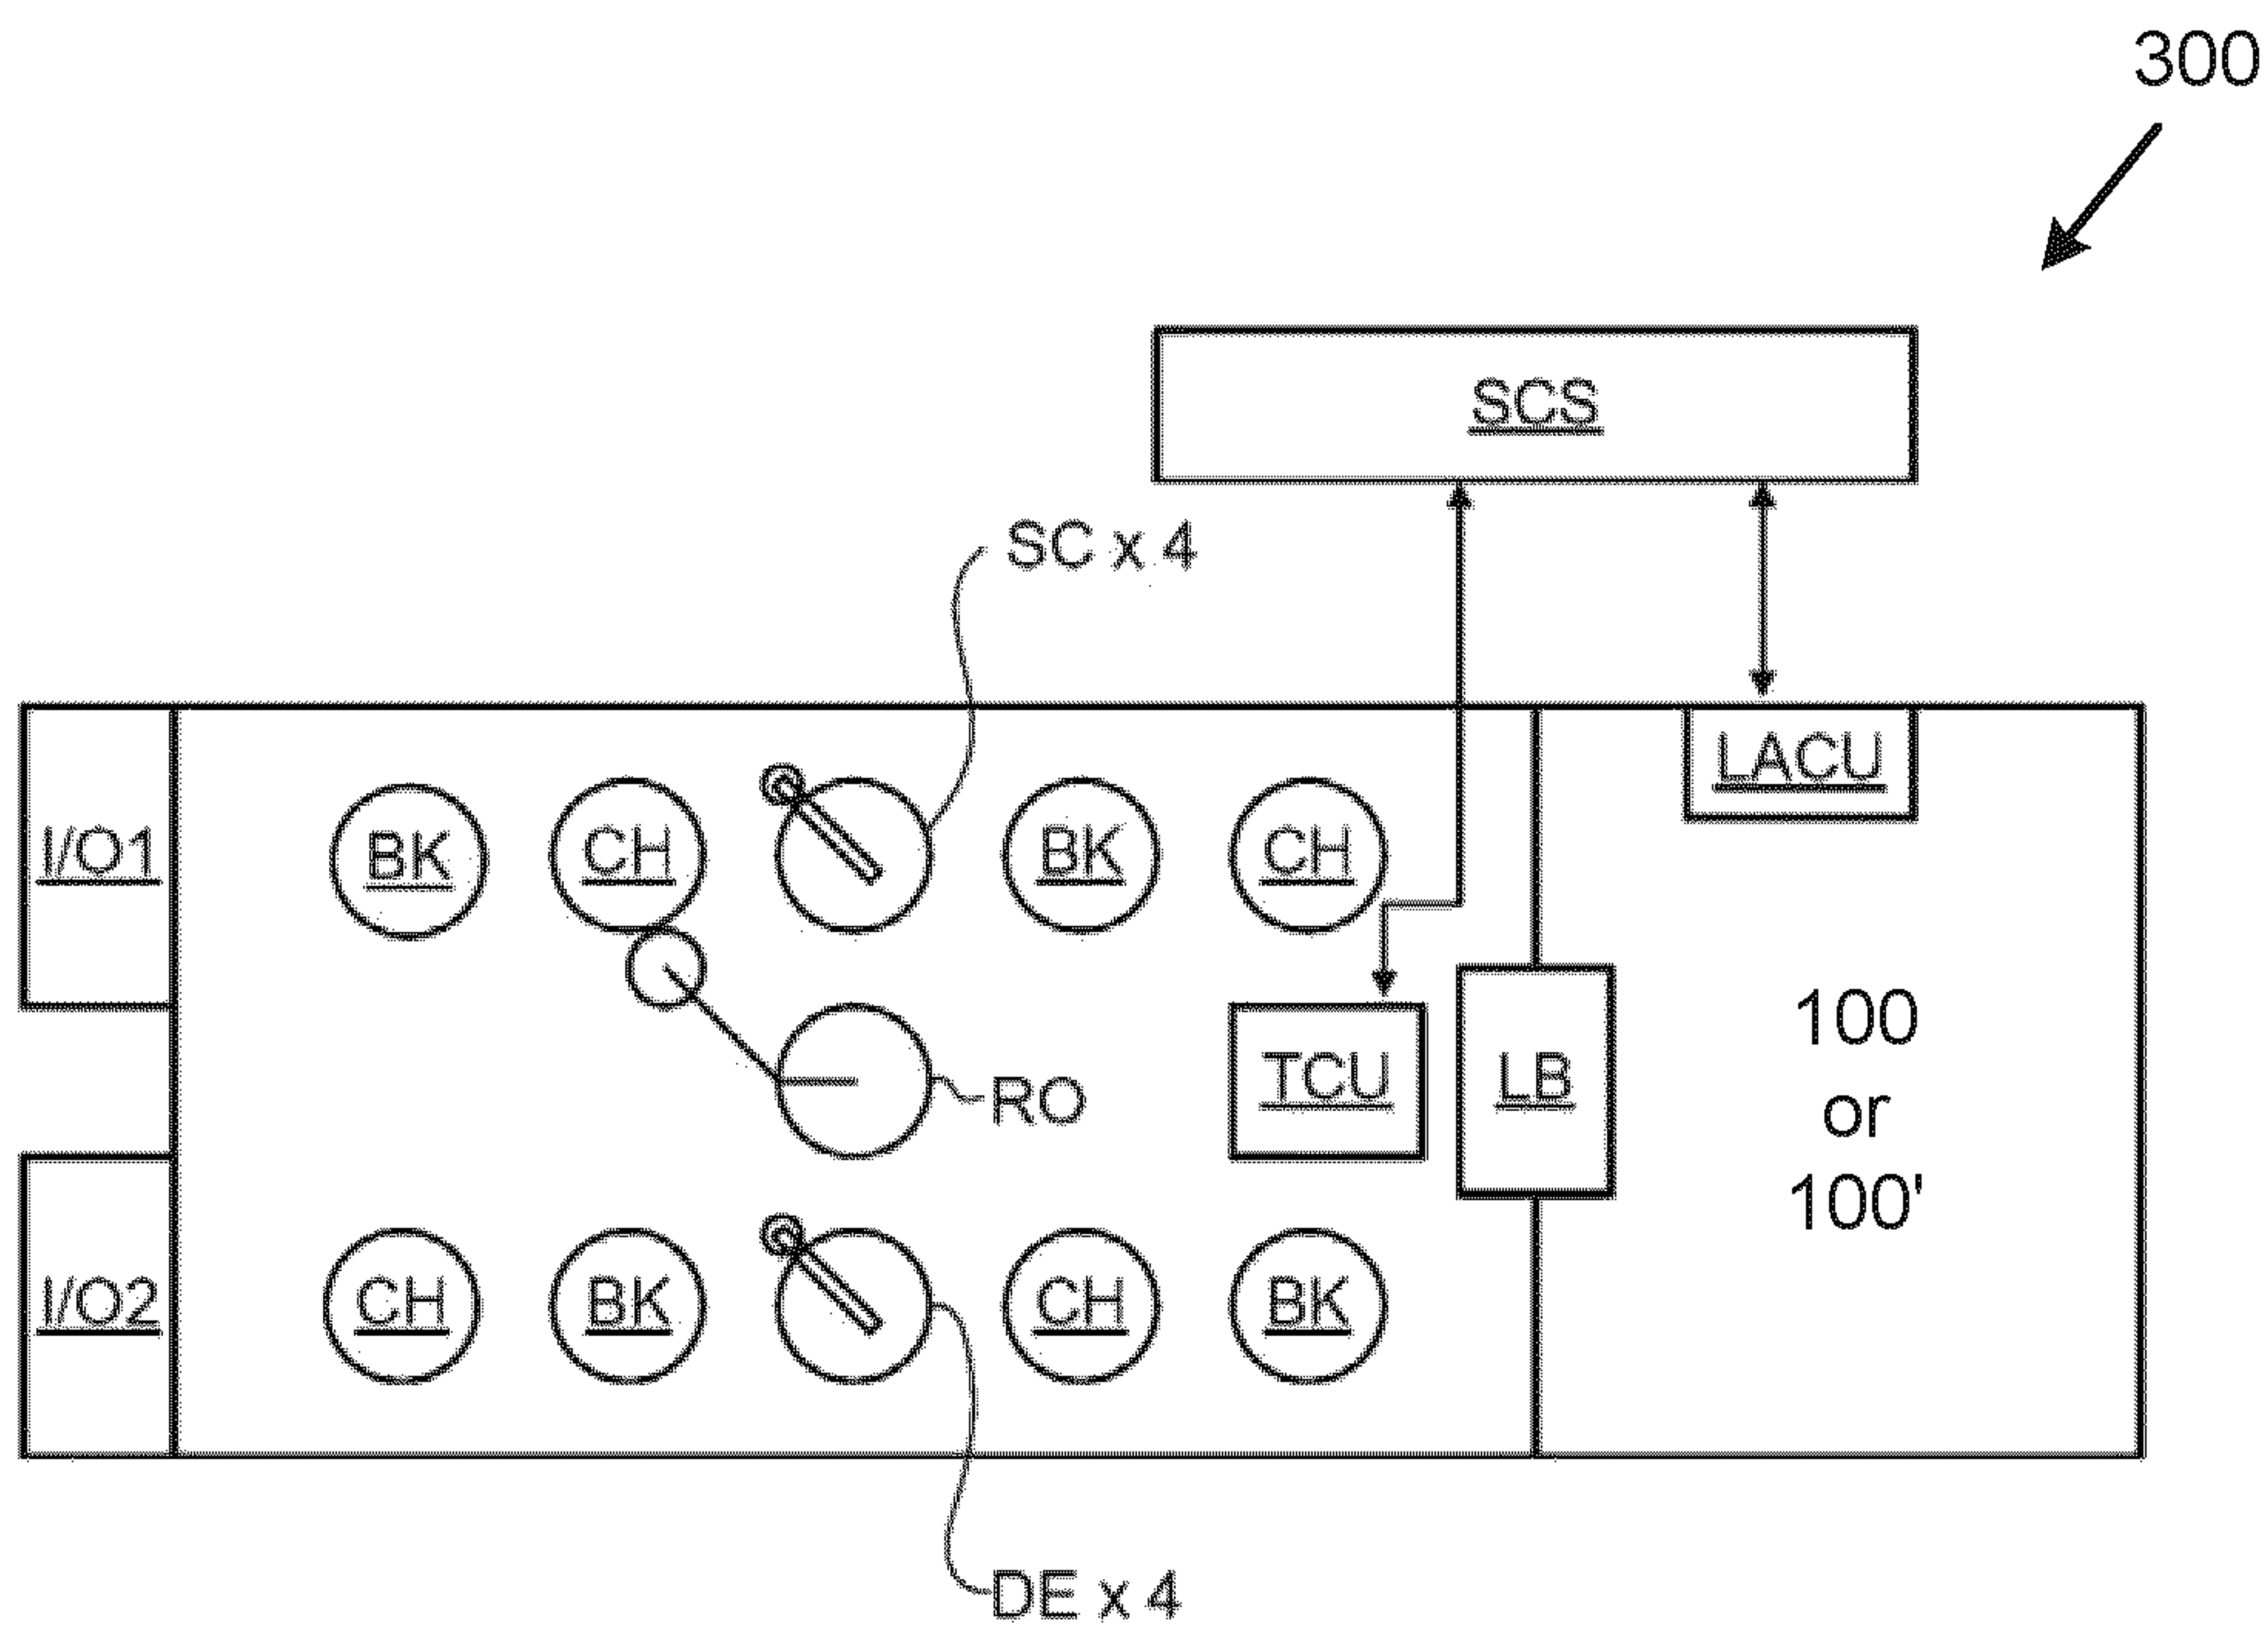 300
SCS
SC x 4
LACU
I/O1
BK
CH
BK
CH
100
or
100'
TCU
LB
RO
I/O2
CH
BK
CH
BK
DE x 4